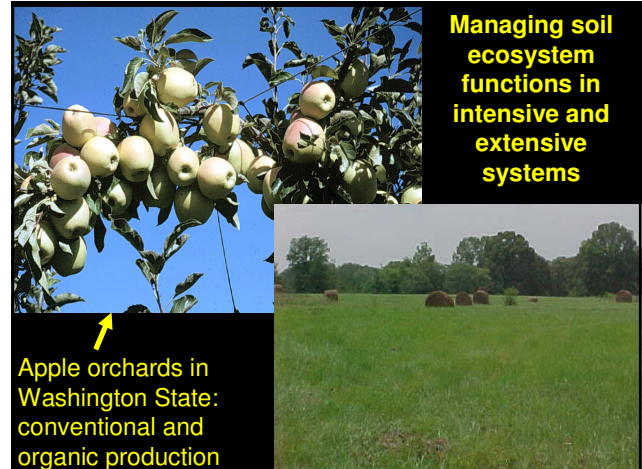 Managing soil
ecosystem
functions in
intensive and
extensive
systems
Apple orchards in
Washington State:
conventional and
organic production